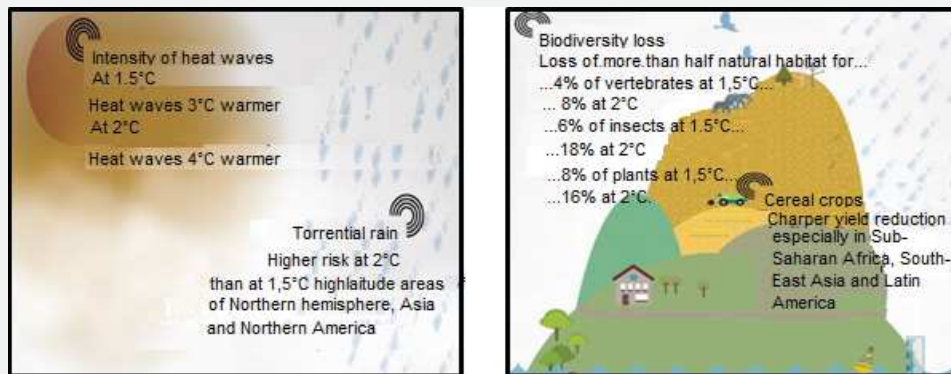 Intensity of heat waves
At 1.5°C
Heat waves 3°C warmer
At 2°C
Heat waves 4°C warmer
Torrential rain
Higher risk at 2°C
than at 1,5°C highlaitude areas
of Northern hemisphere, Asia
and Northern America
Biodiversity loss
Loss of more than half natural habitat for...
...4% of vertebrates at 1,5°C...
... 8% at 2°C
...6% of insects at 1.5°C...
...18% at 2°C
...8% of plants at 1,5°C...
...16% at 2°C.
Cereal crops
Charper yield reduction
especially in Sub-
Saharan Africa, South-
East Asia and Latin
America